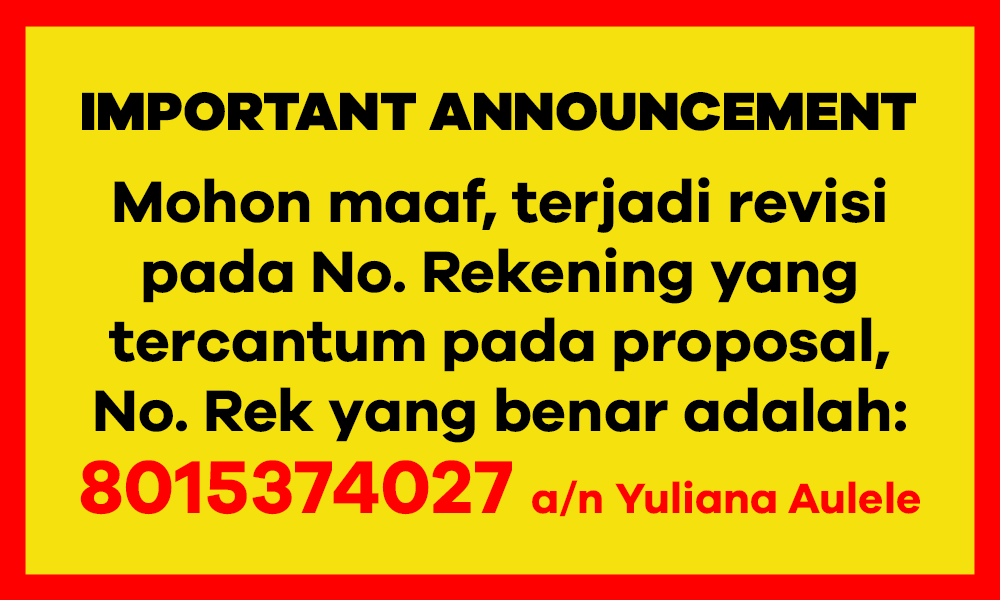 IMPORTANT ANNOUNCEMENT
Mohon maaf, terjadi revisi
pada No. Rekening yang
tercantum pada proposal,
No. Rek yang benar adalah:
8015374027 a/n Yuliana Aulele